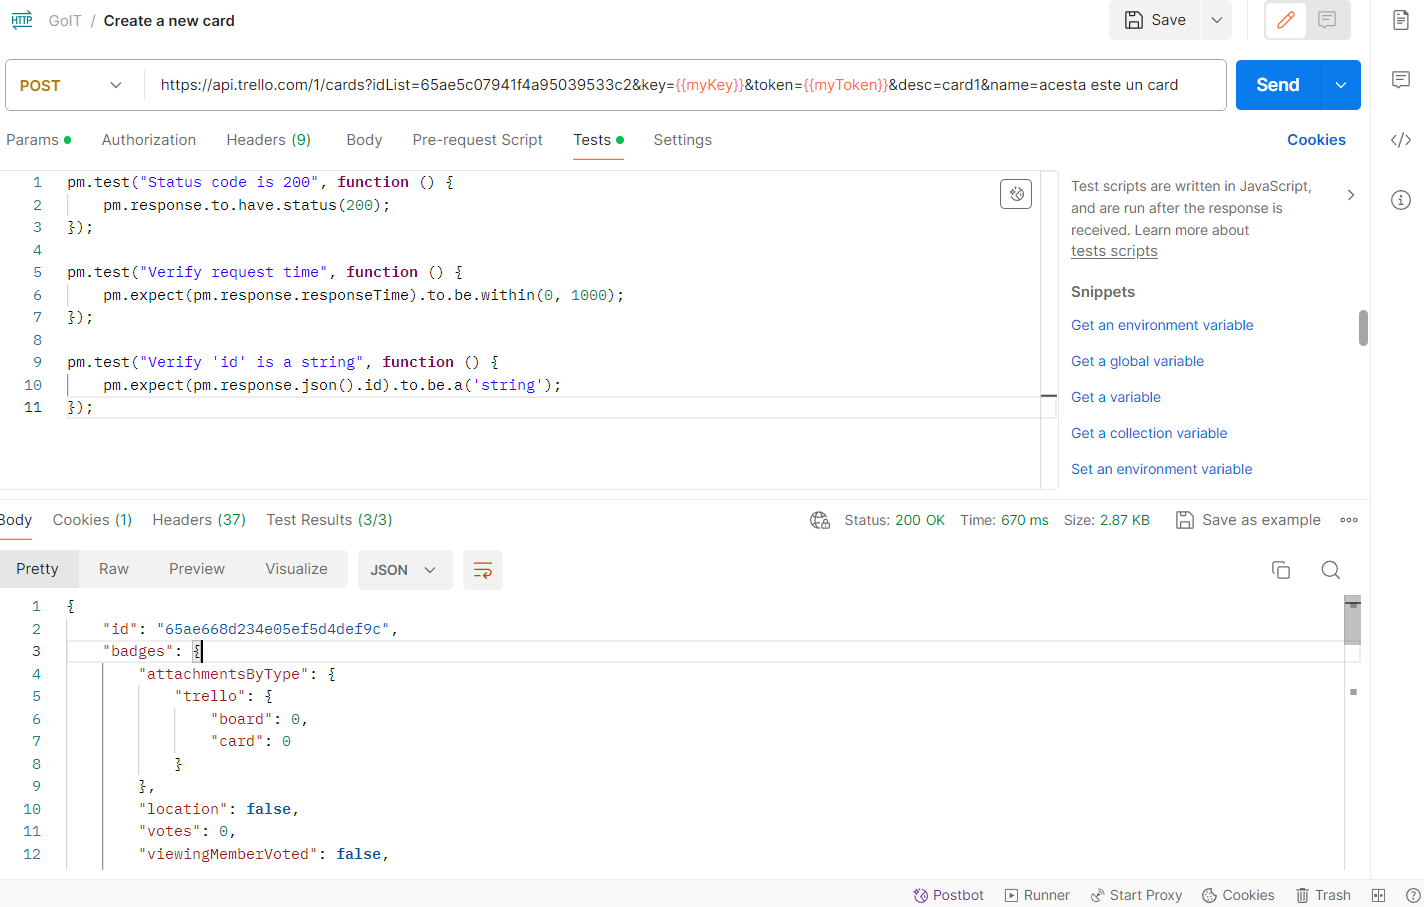 HTTP GoIT / Create a new card Save
POST https://api.trello.com/1/cards?idList=65ae5c07941f4a95039533c2&key={{myKey}}&token={{myToken}}&desc=card1&name=acesta este un card Send
Params Authorization Headers (9) Body Pre-request Script Tests Settings Cookies
1 pm.test("Status code is 200", function () {
2 pm.response.to.have.status(200);
3 });
4
5 pm.test("Verify request time", function () {
6 pm.expect(pm.response.responseTime).to.be.within(0, 1000);
7 });
8
9 pm.test("Verify 'id' is a string", function () {
10 pm.expect(pm.response.json().id).to.be.a('string');
11 });
Test scripts are written in JavaScript,
and are run after the response is
received. Learn more about
tests scripts
Snippets
Get an environment variable
Get a global variable
Get a variable
Get a collection variable
Set an environment variable
Body Cookies (1) Headers (37) Test Results (3/3) Status: 200 OK Time: 670 ms Size: 2.87 KB Save as example
Pretty Raw Preview Visualize JSON
1 {
2 "id": "65ae668d234e05ef5d4def9c",
3 "badges": {
4 "attachmentsByType": {
5 "trello": {
6 "board": 0,
7 "card": 0
8 }
9 },
10 "location": false,
11 "votes": 0,
12 "viewingMemberVoted": false,
Postbot Runner Start Proxy Cookies Trash